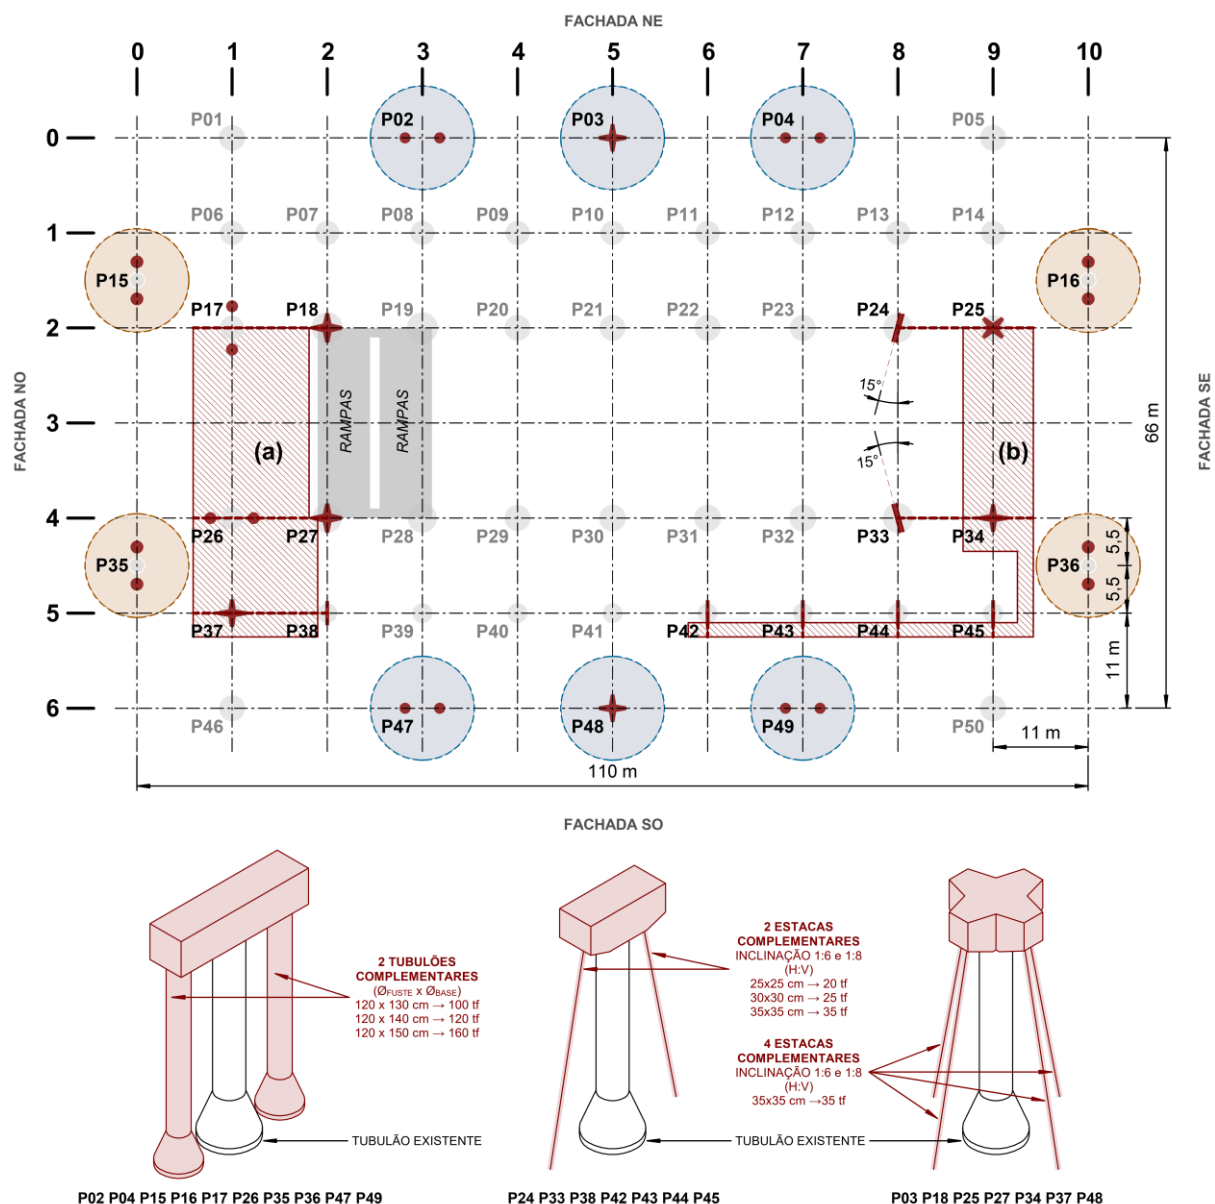 FACHADA NE
0 1 2 3 4 5 6 7 8 9 10
P01 P02 P03 P04 P05
0
P06 P07 P08 P09 P10 P11 P12 P13 P14
1
P15 P16
P17 P18 P19 P20 P21 P22 P23 P24 P25
2
15°
RAMPAS RAMPAS
FACHADA NO
FACHADA SE
66 m
3
(a) (b)
15°
4
P26 P27 P28 P29 P30 P31 P32 P33 P34
5,5
P35 P36
5,5
5
P37 P38 P39 P40 P41 P42 P43 P44 P45
11 m
6
P46 P47 P48 P49 P50
11 m
110 m
FACHADA SO
2 TUBULÕES
COMPLEMENTARES
(ØFUSTE x ØBASE)
120 x 130 cm → 100 tf
120 x 140 cm → 120 tf
120 x 150 cm → 160 tf
2 ESTACAS
COMPLEMENTARES
INCLINAÇÃO 1:6 e 1:8
(H:V)
25x25 cm → 20 tf
30x30 cm → 25 tf
35x35 cm → 35 tf
4 ESTACAS
COMPLEMENTARES
INCLINAÇÃO 1:6 e 1:8
(H:V)
35x35 cm →35 tf
TUBULÃO EXISTENTE
TUBULÃO EXISTENTE
P02 P04 P15 P16 P17 P26 P35 P36 P47 P49
P24 P33 P38 P42 P43 P44 P45
P03 P18 P25 P27 P34 P37 P48